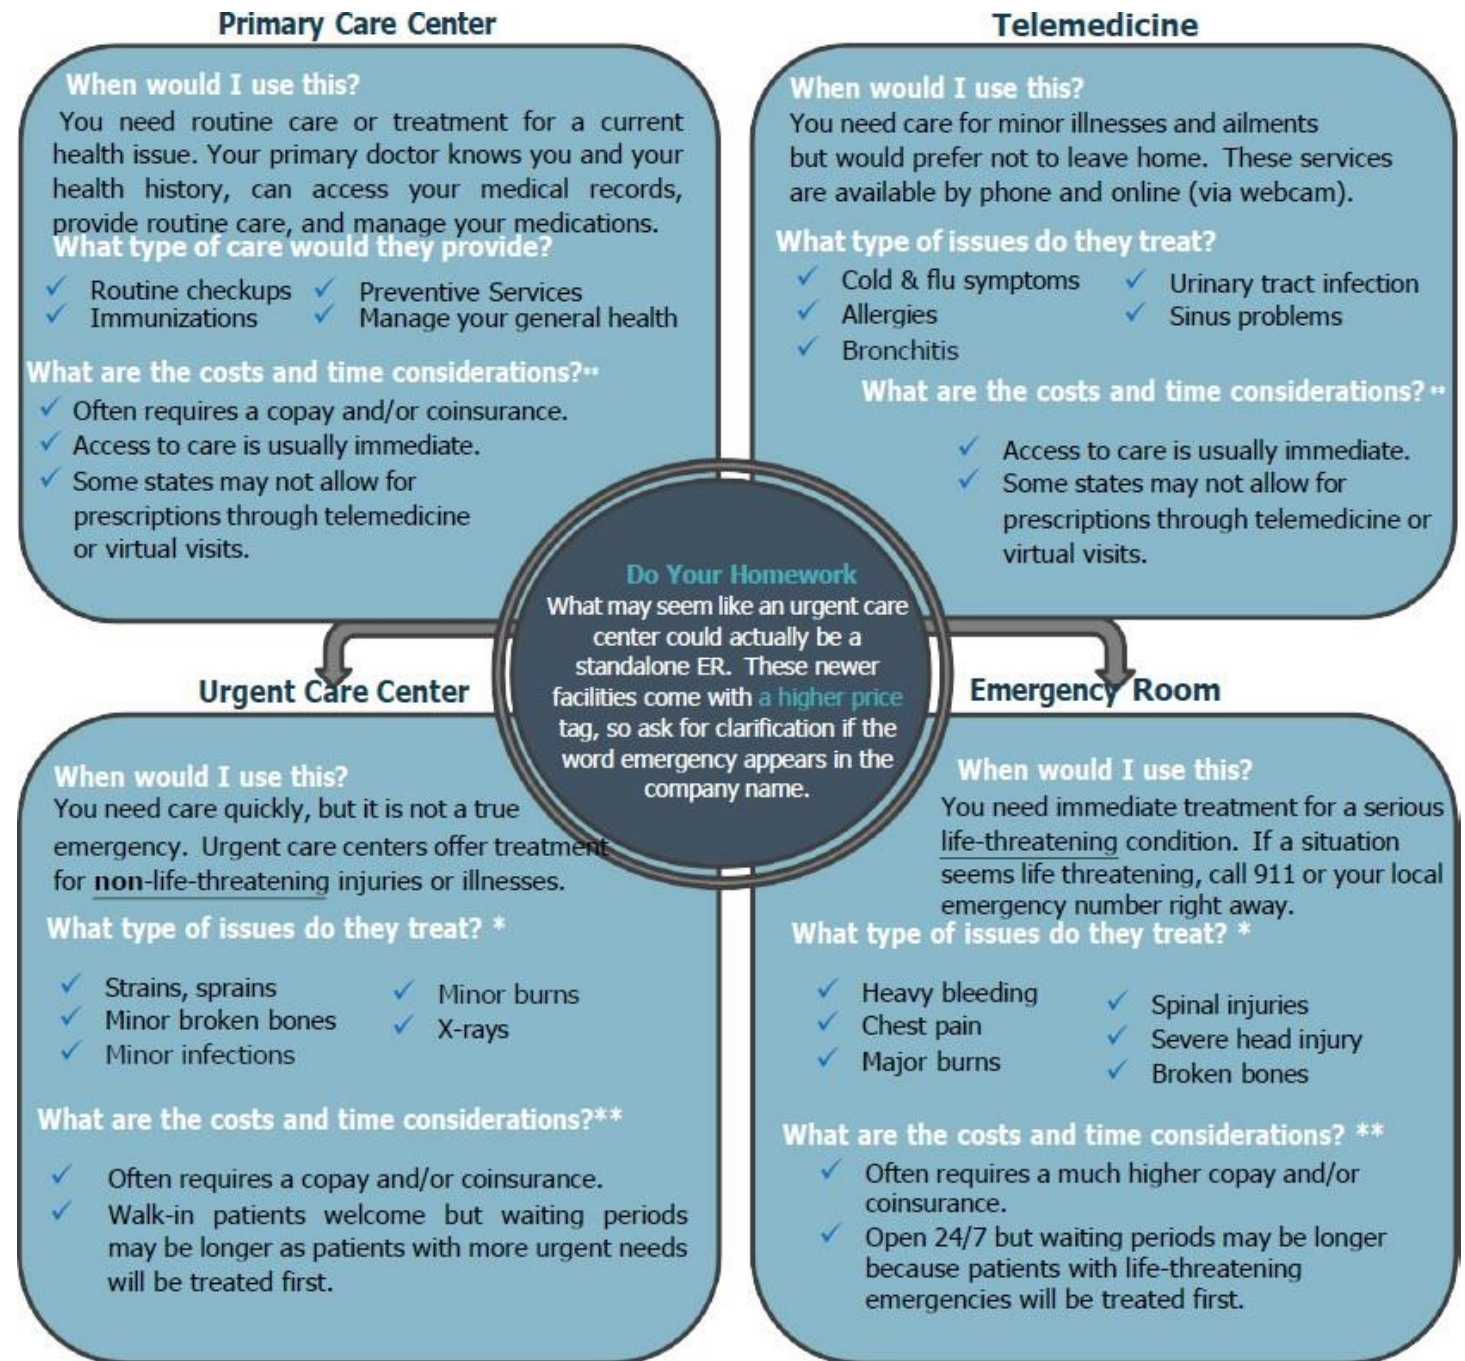 Primary Care Center
When would I use this?
You need routine care or treatment for a current
health issue. Your primary doctor knows you and your
health history, can access your medical records,
provide routine care, and manage your medications.
What type of care would they provide?
✓ Routine checkups ✓ Preventive Services
✓ Immunizations ✓ Manage your general health
What are the costs and time considerations?**
✓ Often requires a copay and/or coinsurance.
✓ Access to care is usually immediate.
✓ Some states may not allow for
prescriptions through telemedicine
or virtual visits.
Telemedicine
When would I use this?
You need care for minor illnesses and ailments
but would prefer not to leave home. These services
are available by phone and online (via webcam).
What type of issues do they treat?
✓ Cold & flu symptoms ✓ Urinary tract infection
✓ Allergies ✓ Sinus problems
✓ Bronchitis
What are the costs and time considerations?**
✓ Access to care is usually immediate.
✓ Some states may not allow for
prescriptions through telemedicine or
virtual visits.
Do Your Homework
What may seem like an urgent care
center could actually be a
standalone ER. These newer
facilities come with a higher price
tag, so ask for clarification if the
word emergency appears in the
company name.
Urgent Care Center
When would I use this?
You need care quickly, but it is not a true
emergency. Urgent care centers offer treatment
for non-life-threatening injuries or illnesses.
What type of issues do they treat? *
✓ Strains, sprains ✓ Minor burns
✓ Minor broken bones ✓ X-rays
✓ Minor infections
What are the costs and time considerations?**
✓ Often requires a copay and/or coinsurance.
✓ Walk-in patients welcome but waiting periods
may be longer as patients with more urgent needs
will be treated first.
Emergency Room
When would I use this?
You need immediate treatment for a serious
life-threatening condition. If a situation
seems life threatening, call 911 or your local
emergency number right away.
What type of issues do they treat? *
✓ Heavy bleeding ✓ Spinal injuries
✓ Chest pain ✓ Severe head injury
✓ Major burns ✓ Broken bones
What are the costs and time considerations? **
✓ Often requires a much higher copay and/or
coinsurance.
✓ Open 24/7 but waiting periods may be longer
because patients with life-threatening
emergencies will be treated first.